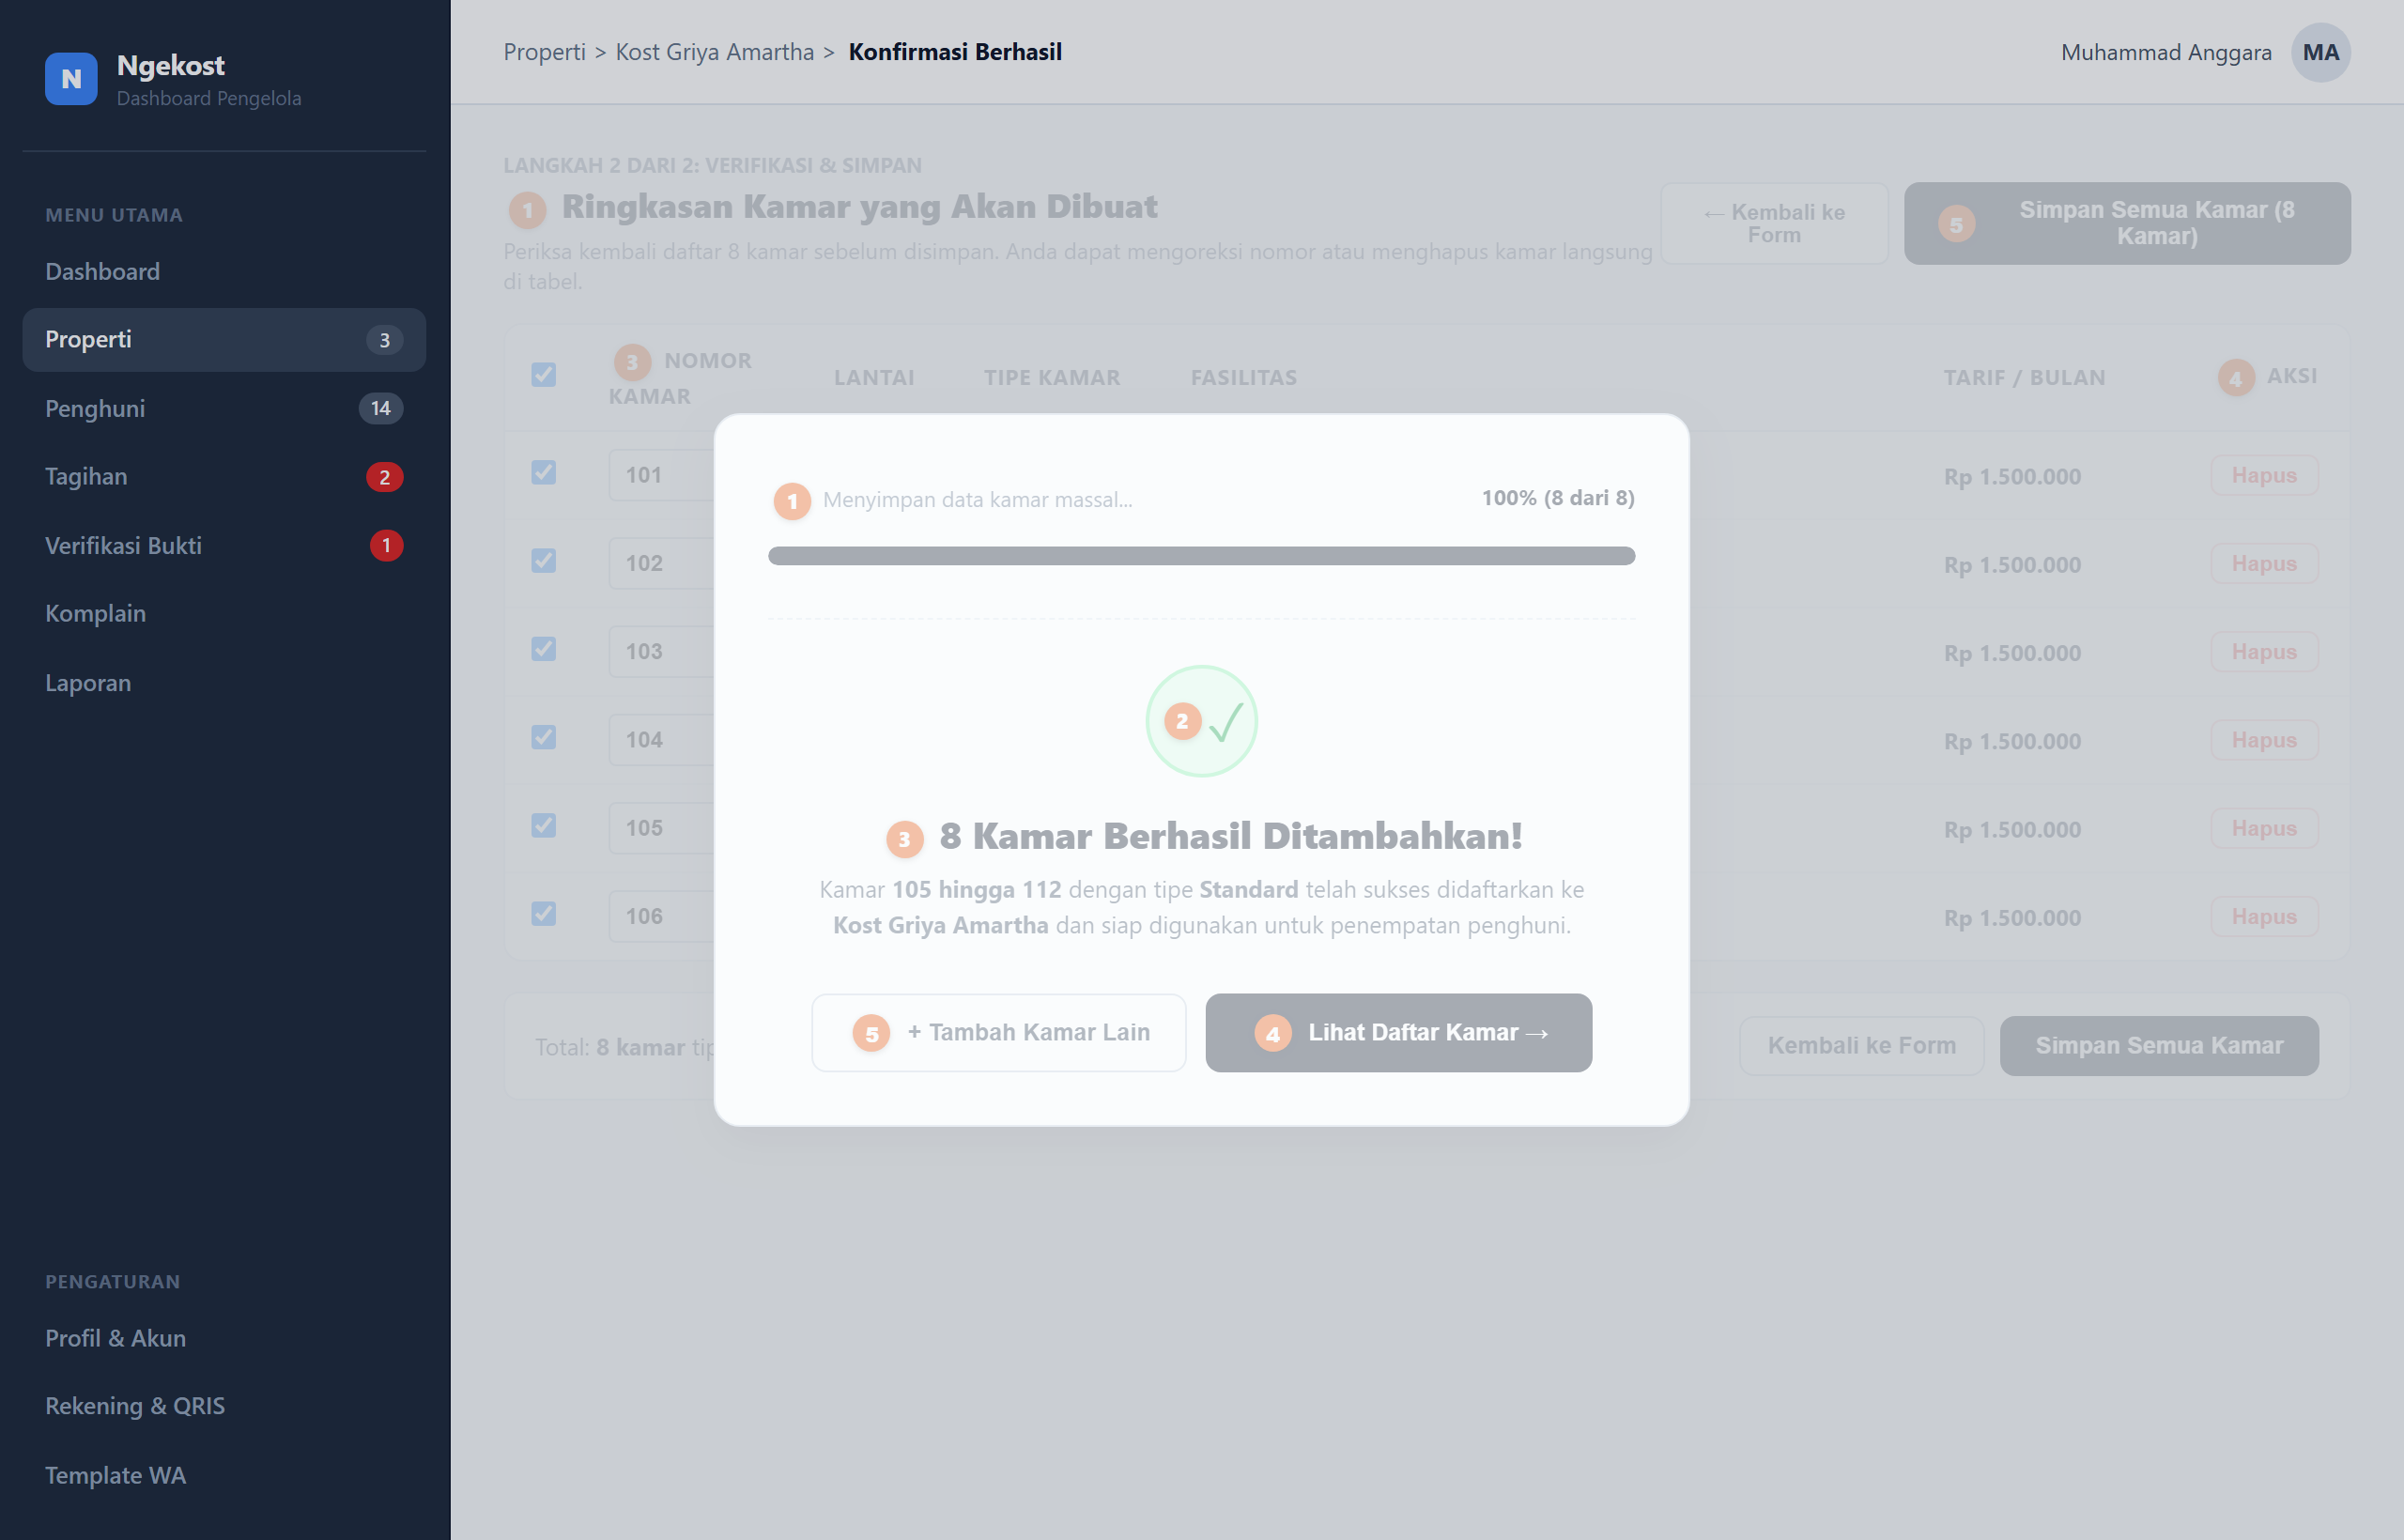 N
Ngekost
Dashboard Pengelola
MENU UTAMA
Dashboard
Properti 3
Penghuni 14
Tagihan 2
Verifikasi Bukti 1
Komplain
Laporan
PENGATURAN
Profil & Akun
Rekening & QRIS
Template WA
Properti > Kost Griya Amartha > Konfirmasi Berhasil
Muhammad Anggara MA
LANGKAH 2 DARI 2: VERIFIKASI & SIMPAN
1 Ringkasan Kamar yang Akan Dibuat
Periksa kembali daftar 8 kamar sebelum disimpan. Anda dapat mengoreksi nomor atau menghapus kamar langsung
di tabel.
← Kembali ke
Form
5 Simpan Semua Kamar (8
Kamar)
3 NOMOR
KAMAR
LANTAI
TIPE KAMAR
FASILITAS
TARIF / BULAN
4 AKSI
101 Rp 1.500.000 Hapus
102 Rp 1.500.000 Hapus
103 Rp 1.500.000 Hapus
104 Rp 1.500.000 Hapus
105 Rp 1.500.000 Hapus
106 Rp 1.500.000 Hapus
Total: 8 kamar
Kembali ke Form
Simpan Semua Kamar
1 Menyimpan data kamar massal...
100% (8 dari 8)
2 ✓
3 8 Kamar Berhasil Ditambahkan!
Kamar 105 hingga 112 dengan tipe Standard telah sukses didaftarkan ke
Kost Griya Amartha dan siap digunakan untuk penempatan penghuni.
5 + Tambah Kamar Lain
4 Lihat Daftar Kamar →